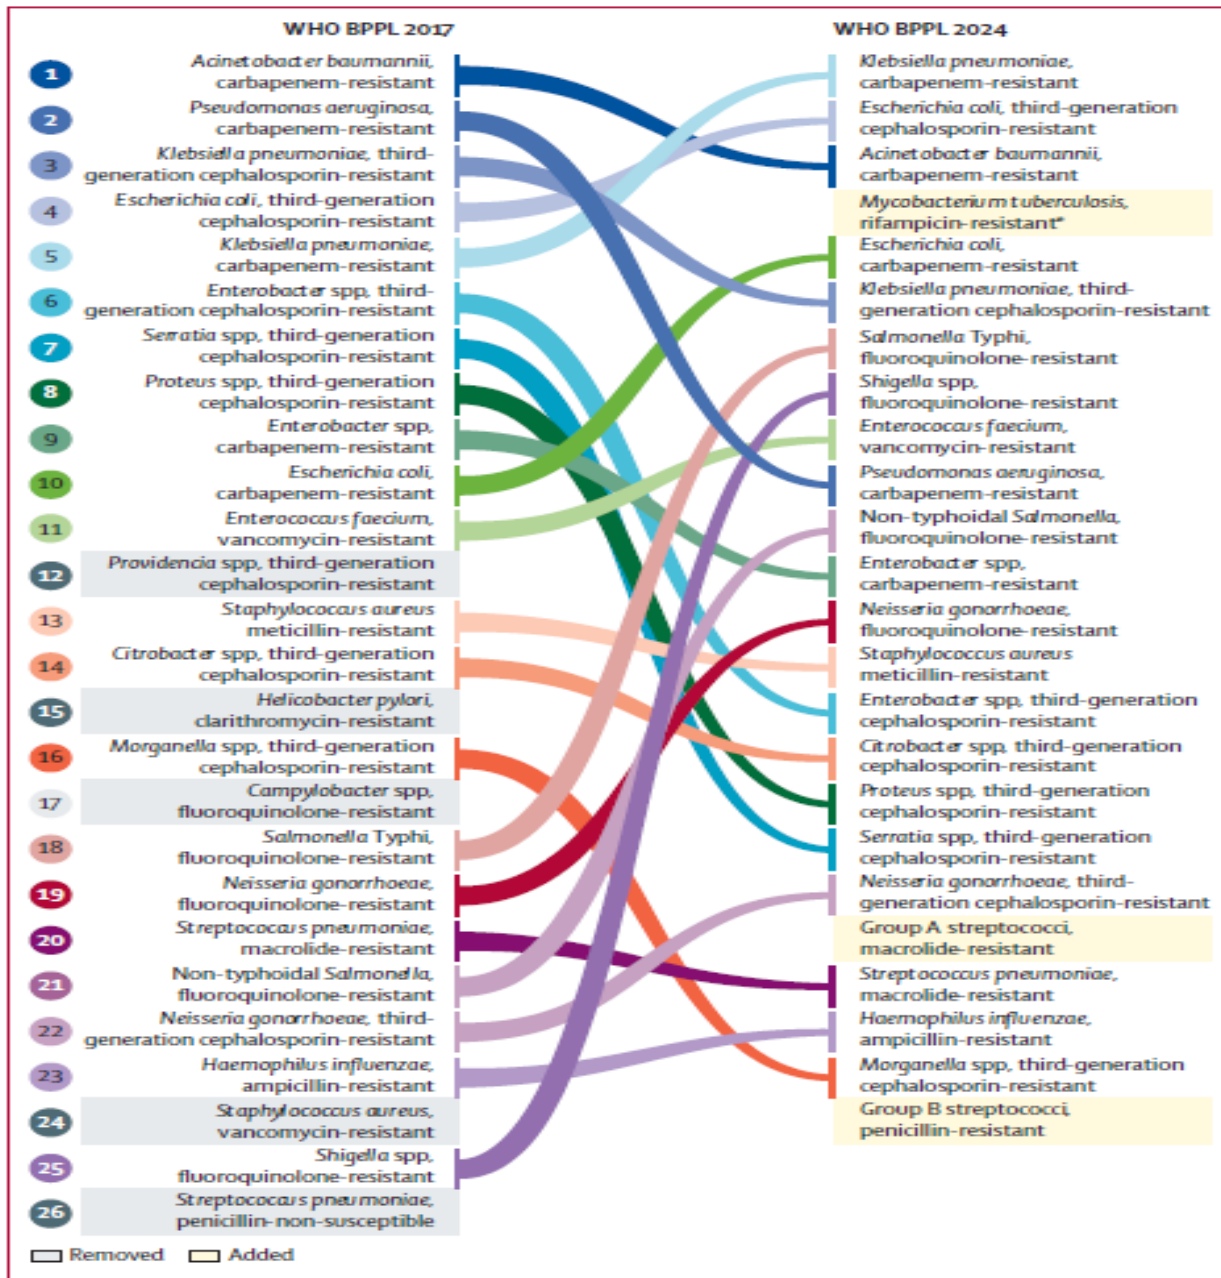 WHO BPPL 2017
1
Acinetobacter baumannii,
carbapenem-resistant
2
Pseudomonas aeruginosa,
carbapenem-resistant
3
Klebsiella pneumoniae, third-
generation cephalosporin-resistant
4
Escherichia coli, third-generation
cephalosporin-resistant
5
Klebsiella pneumoniae,
carbapenem-resistant
6
Enterobacter spp, third-
generation cephalosporin-resistant
7
Serratia spp, third-generation
cephalosporin-resistant
8
Proteus spp, third-generation
cephalosporin-resistant
9
Enterobacter spp,
carbapenem-resistant
10
Escherichia coli,
carbapenem-resistant
11
Enterococcus faecium,
vancomycin-resistant
12
Providencia spp, third-generation
cephalosporin-resistant
13
Staphylococcus aureus
meticillin-resistant
14
Citrobacter spp, third-generation
cephalosporin-resistant
15
Helicobacter pylori,
clarithromycin-resistant
16
Morganella spp, third-generation
cephalosporin-resistant
17
Campylobacter spp,
fluoroquinolone-resistant
18
Salmonella Typhi,
fluoroquinolone-resistant
19
Neisseria gonorrhoeae,
fluoroquinolone-resistant
20
Streptococcus pneumoniae,
macrolide-resistant
21
Non-typhoidal Salmonella,
fluoroquinolone-resistant
22
Neisseria gonorrhoeae, third-
generation cephalosporin-resistant
23
Haemophilus influenzae,
ampicillin-resistant
24
Staphylococcus aureus,
vancomycin-resistant
25
Shigella spp,
fluoroquinolone-resistant
26
Streptococcus pneumoniae,
penicillin-non-susceptible
WHO BPPL 2024
Klebsiella pneumoniae,
carbapenem-resistant
Escherichia coli, third-generation
cephalosporin-resistant
Acinetobacter baumannii,
carbapenem-resistant
Mycobacterium tuberculosis,
rifampicin-resistant*
Escherichia coli,
carbapenem-resistant
Klebsiella pneumoniae, third-
generation cephalosporin-resistant
Salmonella Typhi,
fluoroquinolone-resistant
Shigella spp,
fluoroquinolone-resistant
Enterococcus faecium,
vancomycin-resistant
Pseudomonas aeruginosa,
carbapenem-resistant
Non-typhoidal Salmonella,
fluoroquinolone-resistant
Enterobacter spp,
carbapenem-resistant
Neisseria gonorrhoeae,
fluoroquinolone-resistant
Staphylococcus aureus
meticillin-resistant
Enterobacter spp, third-generation
cephalosporin-resistant
Citrobacter spp, third-generation
cephalosporin-resistant
Proteus spp, third-generation
cephalosporin-resistant
Serratia spp, third-generation
cephalosporin-resistant
Neisseria gonorrhoeae, third-
generation cephalosporin-resistant
Group A streptococci,
macrolide-resistant
Streptococcus pneumoniae,
macrolide-resistant
Haemophilus influenzae,
ampicillin-resistant
Morganella spp, third-generation
cephalosporin-resistant
Group B streptococci,
penicillin-resistant
Removed
Added